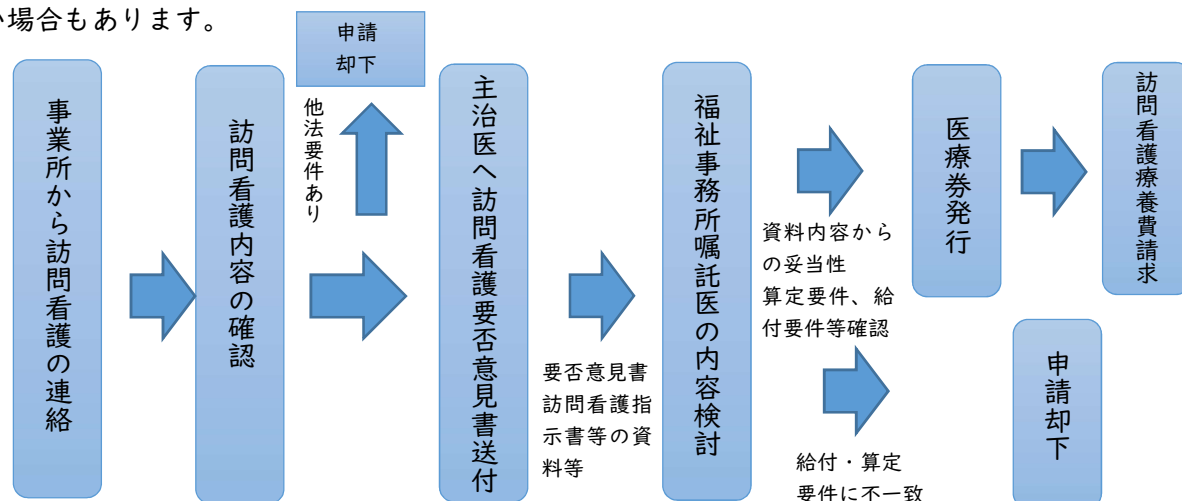 い場合もあります。
事業所から訪問看護の連絡
訪問看護内容の確認
他法要件あり
申請
却下
主治医へ訪問看護要否意見書送付
要否意見書
訪問看護指
示書等の資
料等
福祉事務所嘱託医の内容検討
資料内容から
の妥当性
算定要件、給
付要件等確認
医療券発行
訪問看護療養費請求
給付・算定
要件に不一致
申請却下